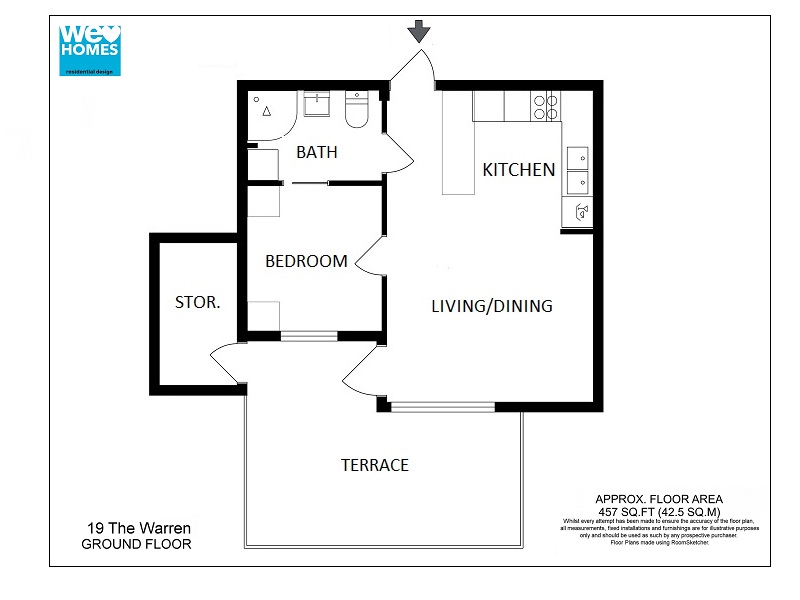 We
HOMES
residential design
BATH
KITCHEN
BEDROOM
STOR.
LIVING/DINING
TERRACE
19 The Warren
GROUND FLOOR
APPROX. FLOOR AREA
457 SQ.FT (42.5 SQ.M)
Whilst every attempt has been made to ensure the accuracy of the floor plan,
all measurements, fixed installations and furnishings are for illustrative purposes
only and should be used as such by any prospective purchaser.
Floor Plans made using RoomSketcher.